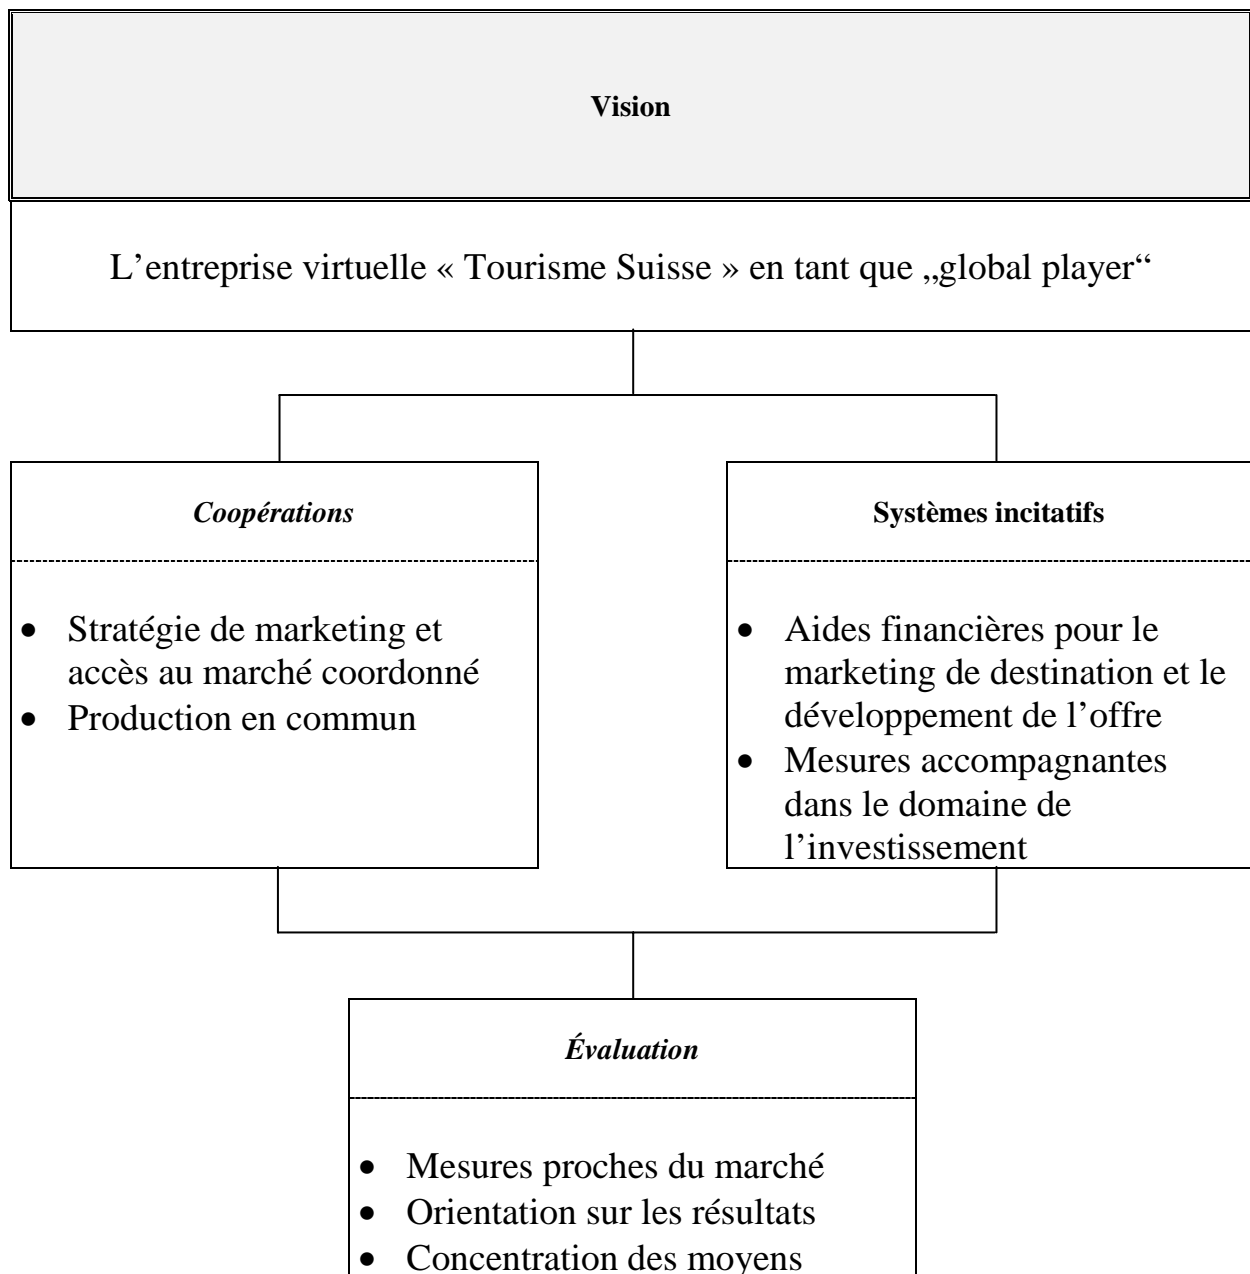 Vision
L’entreprise virtuelle « Tourisme Suisse » en tant que „global player“
Coopérations
• Stratégie de marketing et
accès au marché coordonné
• Production en commun
Systèmes incitatifs
• Aides financières pour le
marketing de destination et le
développement de l’offre
• Mesures accompagnantes
dans le domaine de
l’investissement
Évaluation
• Mesures proches du marché
• Orientation sur les résultats
• Concentration des moyens